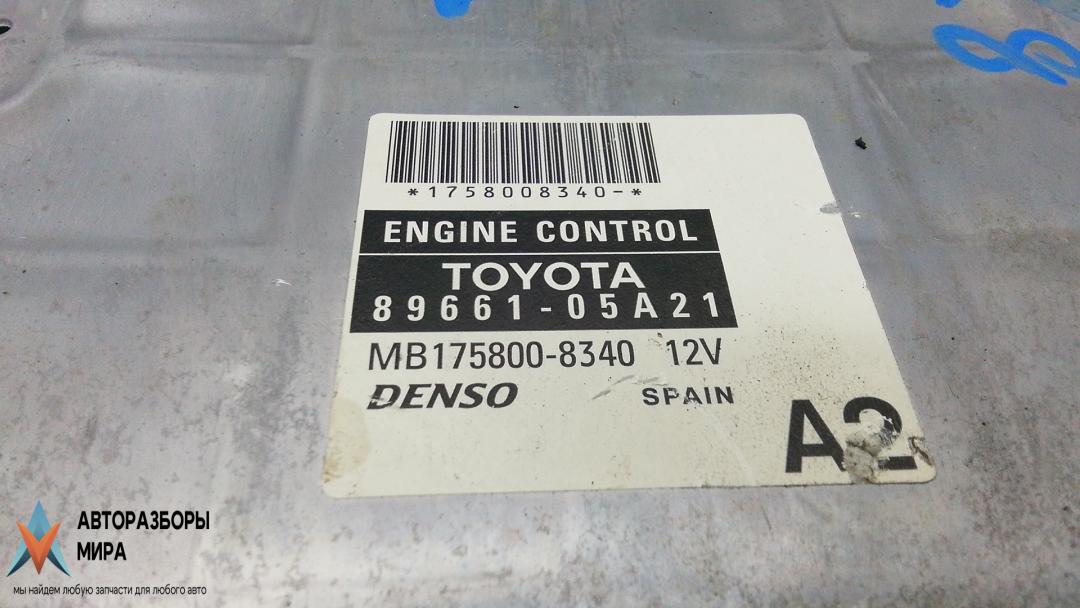 *1758008340-*
ENGINE CONTROL
TOYOTA
89661-05A21
MB175800-8340 12V
DENSO SPAIN
A2
АВТОРАЗБОРЫ
МИРА
мы найдем любую запчасти для любого авто